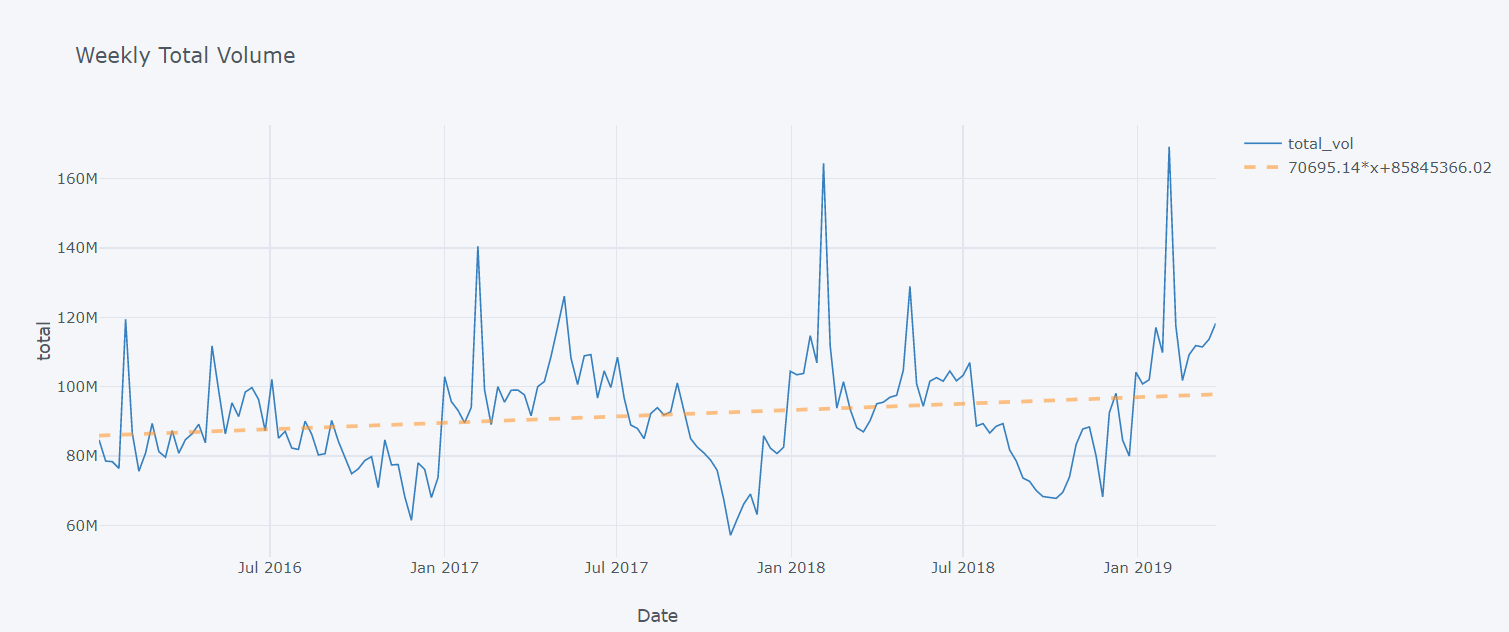 Weekly Total Volume
total_vol
70695.14*x+85845366.02
160M
140M
120M
100M
80M
60M
total
Jul 2016
Jan 2017
Jul 2017
Jan 2018
Jul 2018
Jan 2019
Date